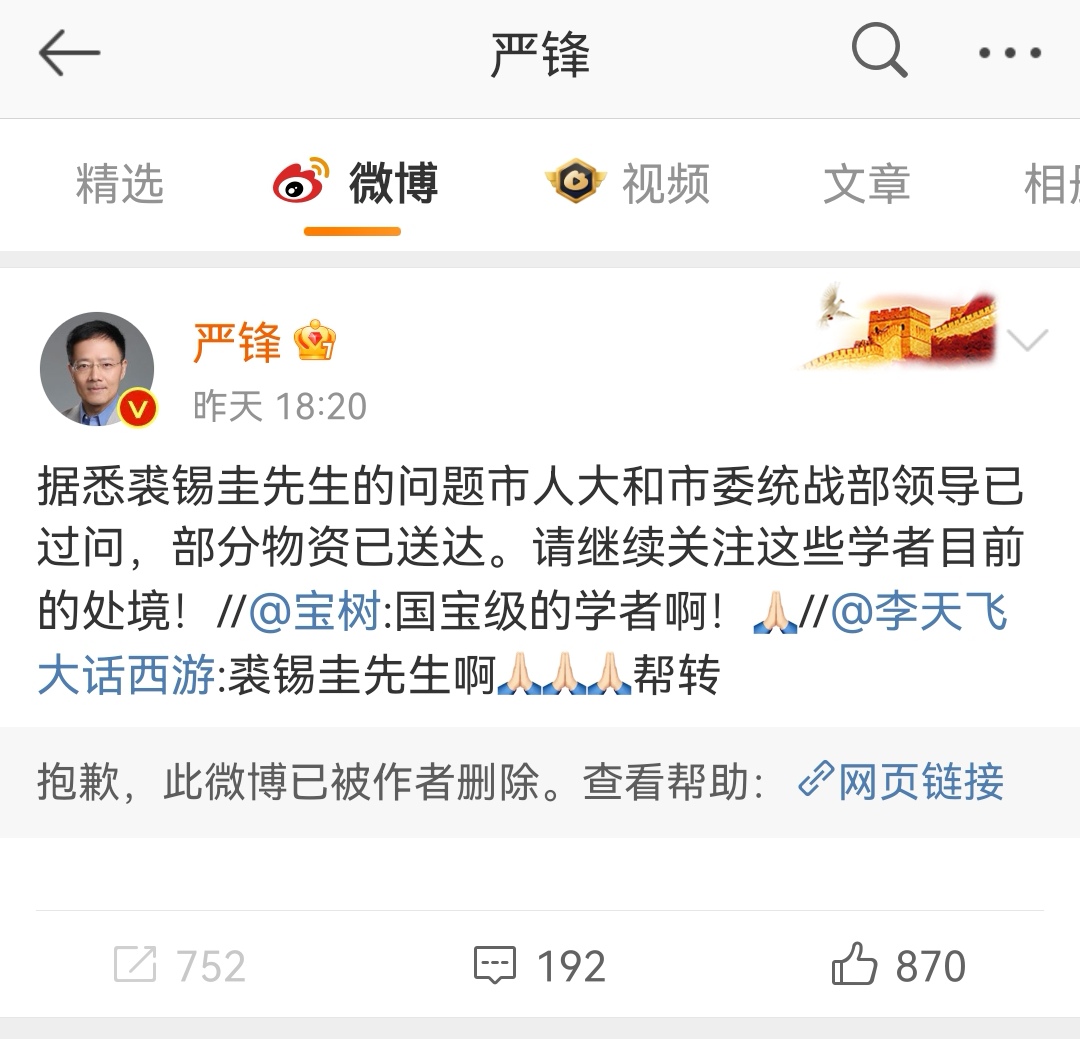 严锋
精选 微博 视频 文章
严锋
昨天 18:20
据悉裘锡圭先生的问题市人大和市委统战部领导已
过问，部分物资已送达。请继续关注这些学者目前
的处境！//@宝树:国宝级的学者啊！🙏🏻//@李天飞
大话西游:裘锡圭先生啊🙏🏻🙏🏻🙏🏻帮转
抱歉，此微博已被作者删除。查看帮助：网页链接
752 192 870